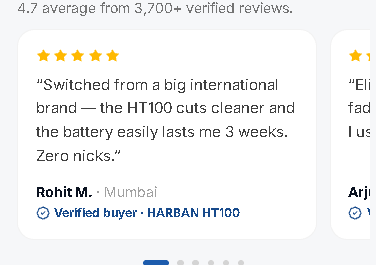 4.7 average from 3,700+ verified reviews.
“Switched from a big international
brand — the HT100 cuts cleaner and
the battery easily lasts me 3 weeks.
Zero nicks.”
Rohit M. · Mumbai
Verified buyer · HARBAN HT100